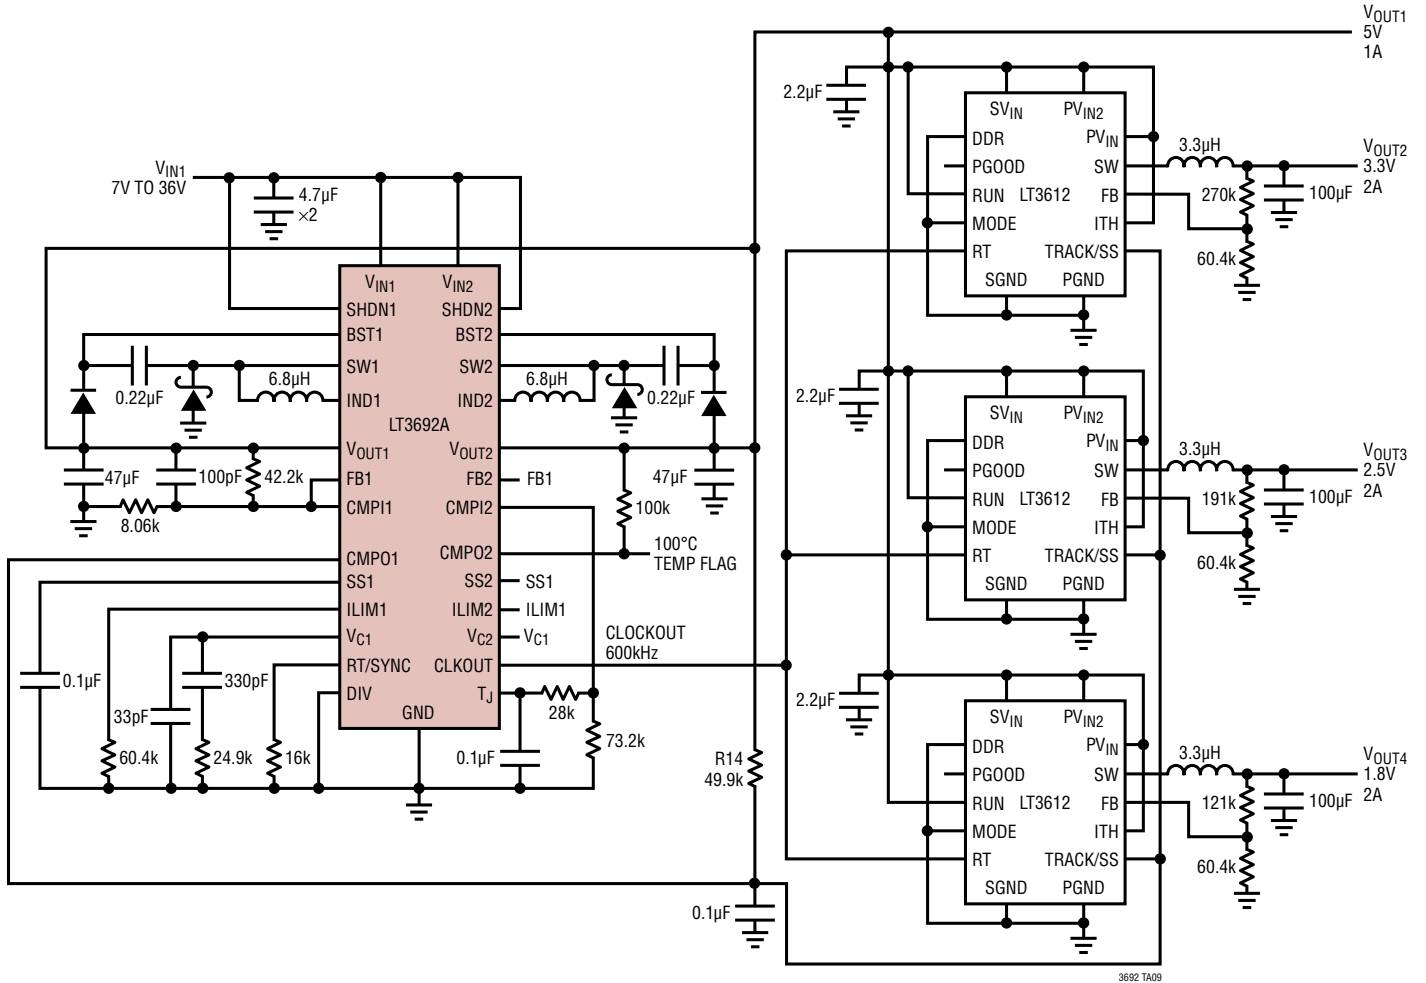 VOUT1
5V
1A
2.2µF
SVIN
PVIN2
DDR
PVIN
PGOOD
SW
RUN
LT3612
FB
MODE
ITH
RT
TRACK/SS
SGND
PGND
3.3µH
VOUT2
3.3V
2A
270k
100µF
60.4k
VIN1
7V TO 36V
4.7µF
×2
VIN1
VIN2
SHDN1
SHDN2
BST1
BST2
SW1
SW2
6.8µH
6.8µH
0.22µF
0.22µF
IND1
IND2
LT3692A
VOUT1
VOUT2
47µF
100pF
42.2k
FB1
FB2
FB1
47µF
8.06k
CMPI1
CMPI2
100k
CMPO1
CMPO2
100°C
TEMP FLAG
SS1
SS2
SS1
ILIM1
ILIM2
ILIM1
VC1
VC2
VC1
CLOCKOUT
600kHz
RT/SYNC
CLKOUT
0.1µF
330pF
DIV
TJ
28k
33pF
GND
60.4k
24.9k
16k
0.1µF
73.2k
R14
49.9k
0.1µF
2.2µF
SVIN
PVIN2
DDR
PVIN
PGOOD
SW
RUN
LT3612
FB
MODE
ITH
RT
TRACK/SS
SGND
PGND
3.3µH
VOUT3
2.5V
2A
191k
100µF
60.4k
2.2µF
SVIN
PVIN2
DDR
PVIN
PGOOD
SW
RUN
LT3612
FB
MODE
ITH
RT
TRACK/SS
SGND
PGND
3.3µH
VOUT4
1.8V
2A
121k
100µF
60.4k
3692 TA09